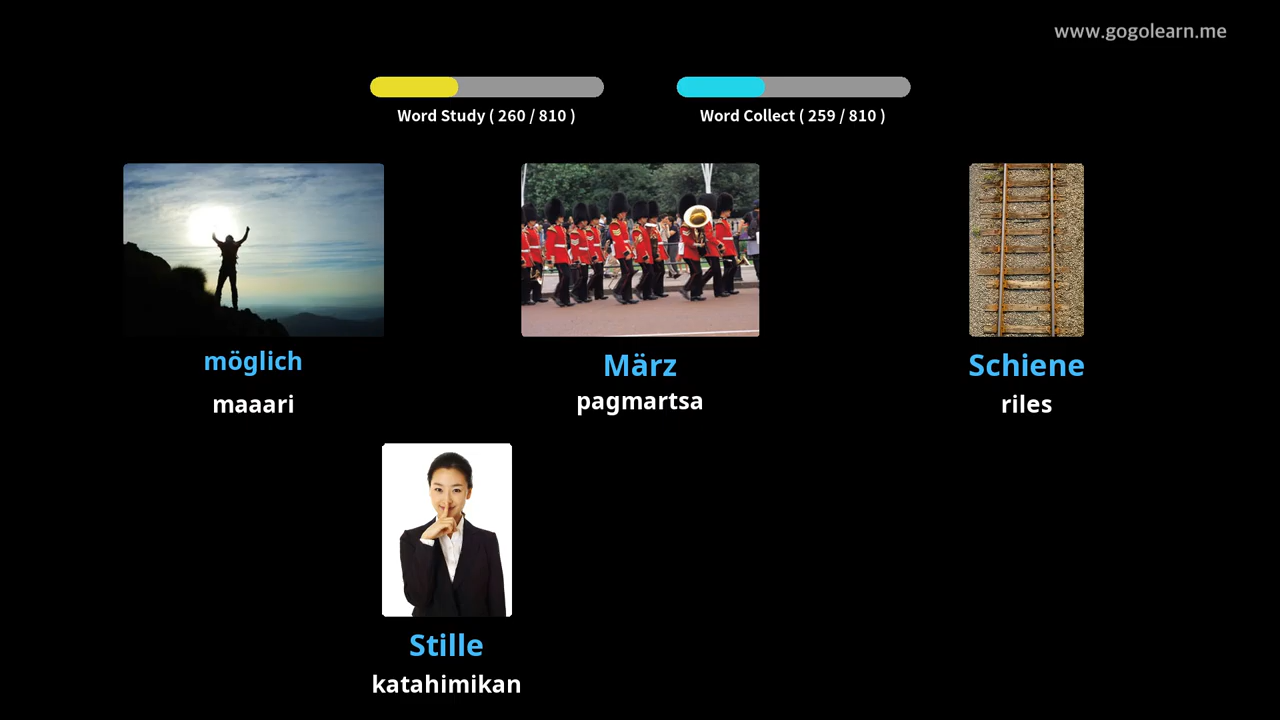 www.gogolearn.me
Word Study ( 260 / 810 )
Word Collect ( 259 / 810 )
möglich
maaari
März
pagmartsa
Schiene
riles
Stille
katahimikan